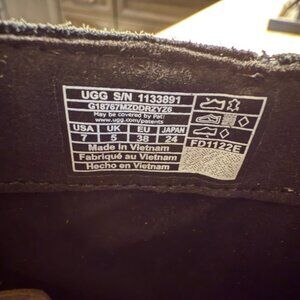 UGG S/N 1133891
G18767MZDDRZYZ6
May be covered by Pat:
www.ugg.com/patents
USA UK EU JAPAN
7 5 38 24
FD1122E
Made in Vietnam
Fabriqué au Vietnam
Hecho en Vietnam